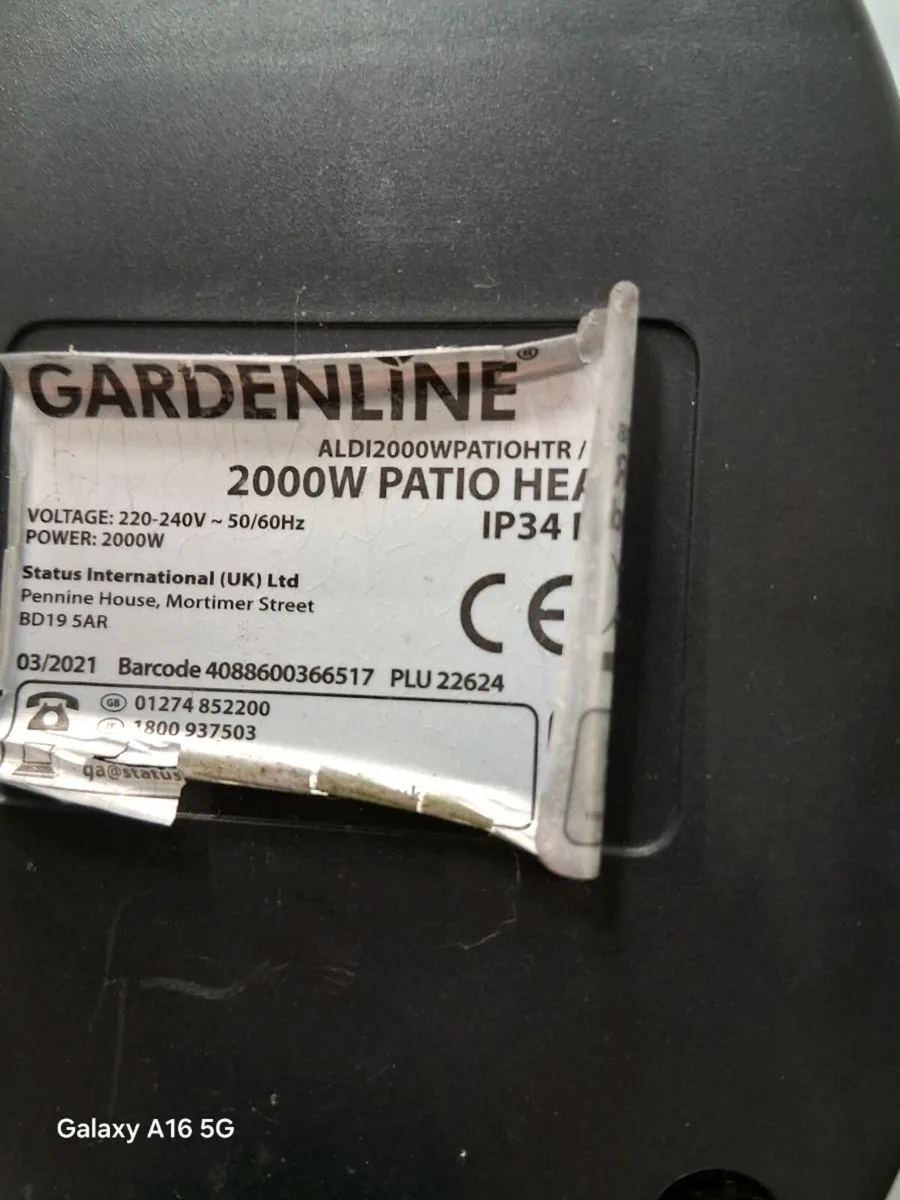 GARDENLINE®
ALDI2000WPATIOHTR /
2000W PATIO HEA
VOLTAGE: 220-240V ~ 50/60Hz
IP34 I
POWER: 2000W
Status International (UK) Ltd
Pennine House, Mortimer Street
BD19 5AR
CE
03/2021 Barcode 4088600366517 PLU 22624
GB 01274 852200
1800 937503
qa@status
Galaxy A16 5G